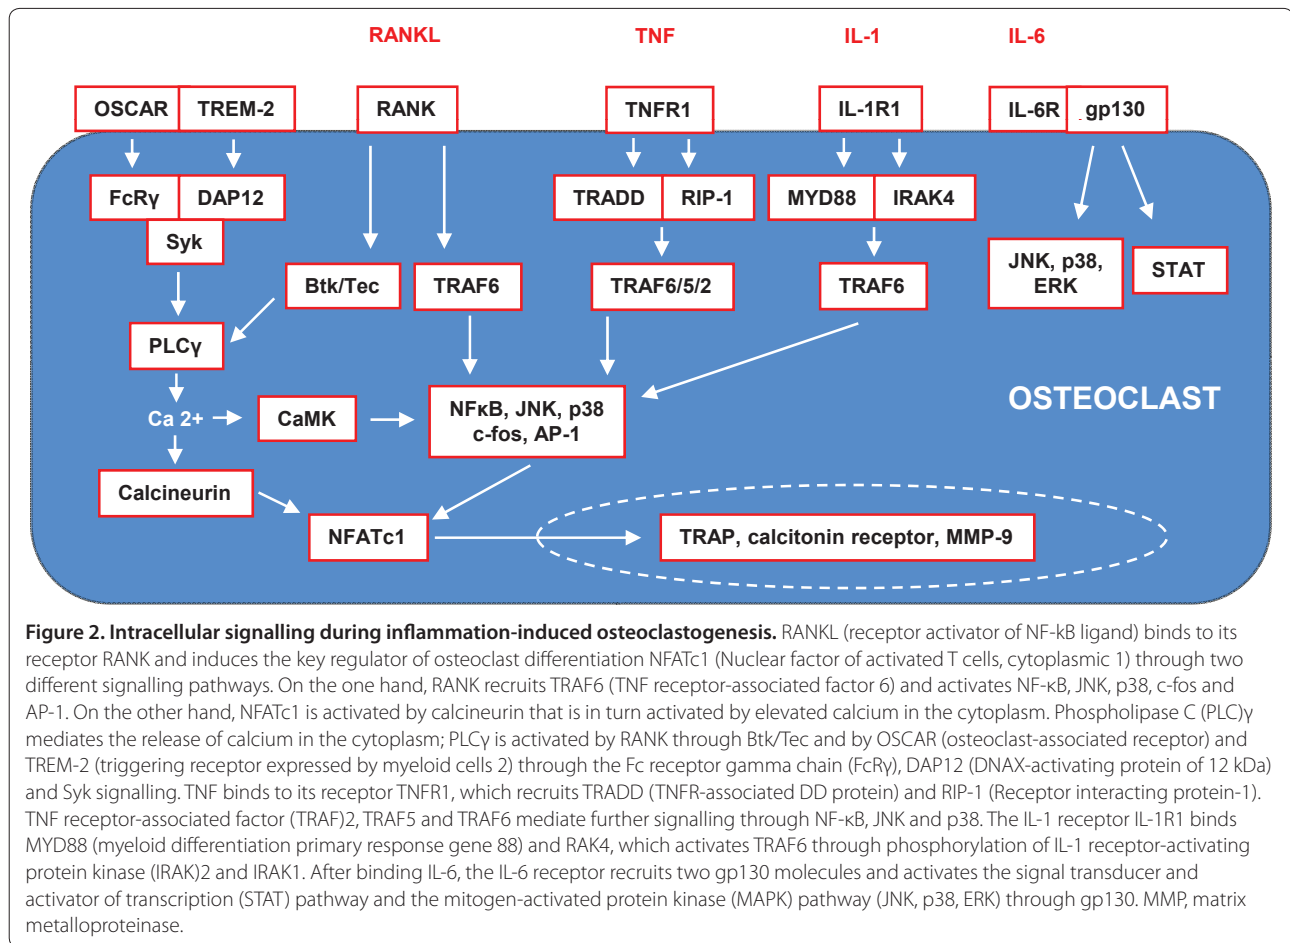 RANKL TNF IL-1 IL-6
OSCAR TREM-2 RANK TNFR1 IL-1R1 IL-6R gp130
FcRγ DAP12 TRADD RIP-1 MYD88 IRAK4
Syk
Btk/Tec TRAF6 TRAF6/5/2 TRAF6
JNK, p38,
ERK
STAT
PLCγ
Ca 2+ CaMK
NFκB, JNK, p38
c-fos, AP-1
OSTEOCLAST
Calcineurin
NFATc1 TRAP, calcitonin receptor, MMP-9
Figure 2. Intracellular signalling during inflammation-induced osteoclastogenesis. RANKL (receptor activator of NF-kB ligand) binds to its
receptor RANK and induces the key regulator of osteoclast differentiation NFATc1 (Nuclear factor of activated T cells, cytoplasmic 1) through two
different signalling pathways. On the one hand, RANK recruits TRAF6 (TNF receptor-associated factor 6) and activates NF-κB, JNK, p38, c-fos and
AP-1. On the other hand, NFATc1 is activated by calcineurin that is in turn activated by elevated calcium in the cytoplasm. Phospholipase C (PLC)γ
mediates the release of calcium in the cytoplasm; PLCγ is activated by RANK through Btk/Tec and by OSCAR (osteoclast-associated receptor) and
TREM-2 (triggering receptor expressed by myeloid cells 2) through the Fc receptor gamma chain (FcRγ), DAP12 (DNAX-activating protein of 12 kDa)
and Syk signalling. TNF binds to its receptor TNFR1, which recruits TRADD (TNFR-associated DD protein) and RIP-1 (Receptor interacting protein-1).
TNF receptor-associated factor (TRAF)2, TRAF5 and TRAF6 mediate further signalling through NF-κB, JNK and p38. The IL-1 receptor IL-1R1 binds
MYD88 (myeloid differentiation primary response gene 88) and RAK4, which activates TRAF6 through phosphorylation of IL-1 receptor-activating
protein kinase (IRAK)2 and IRAK1. After binding IL-6, the IL-6 receptor recruits two gp130 molecules and activates the signal transducer and
activator of transcription (STAT) pathway and the mitogen-activated protein kinase (MAPK) pathway (JNK, p38, ERK) through gp130. MMP, matrix
metalloproteinase.